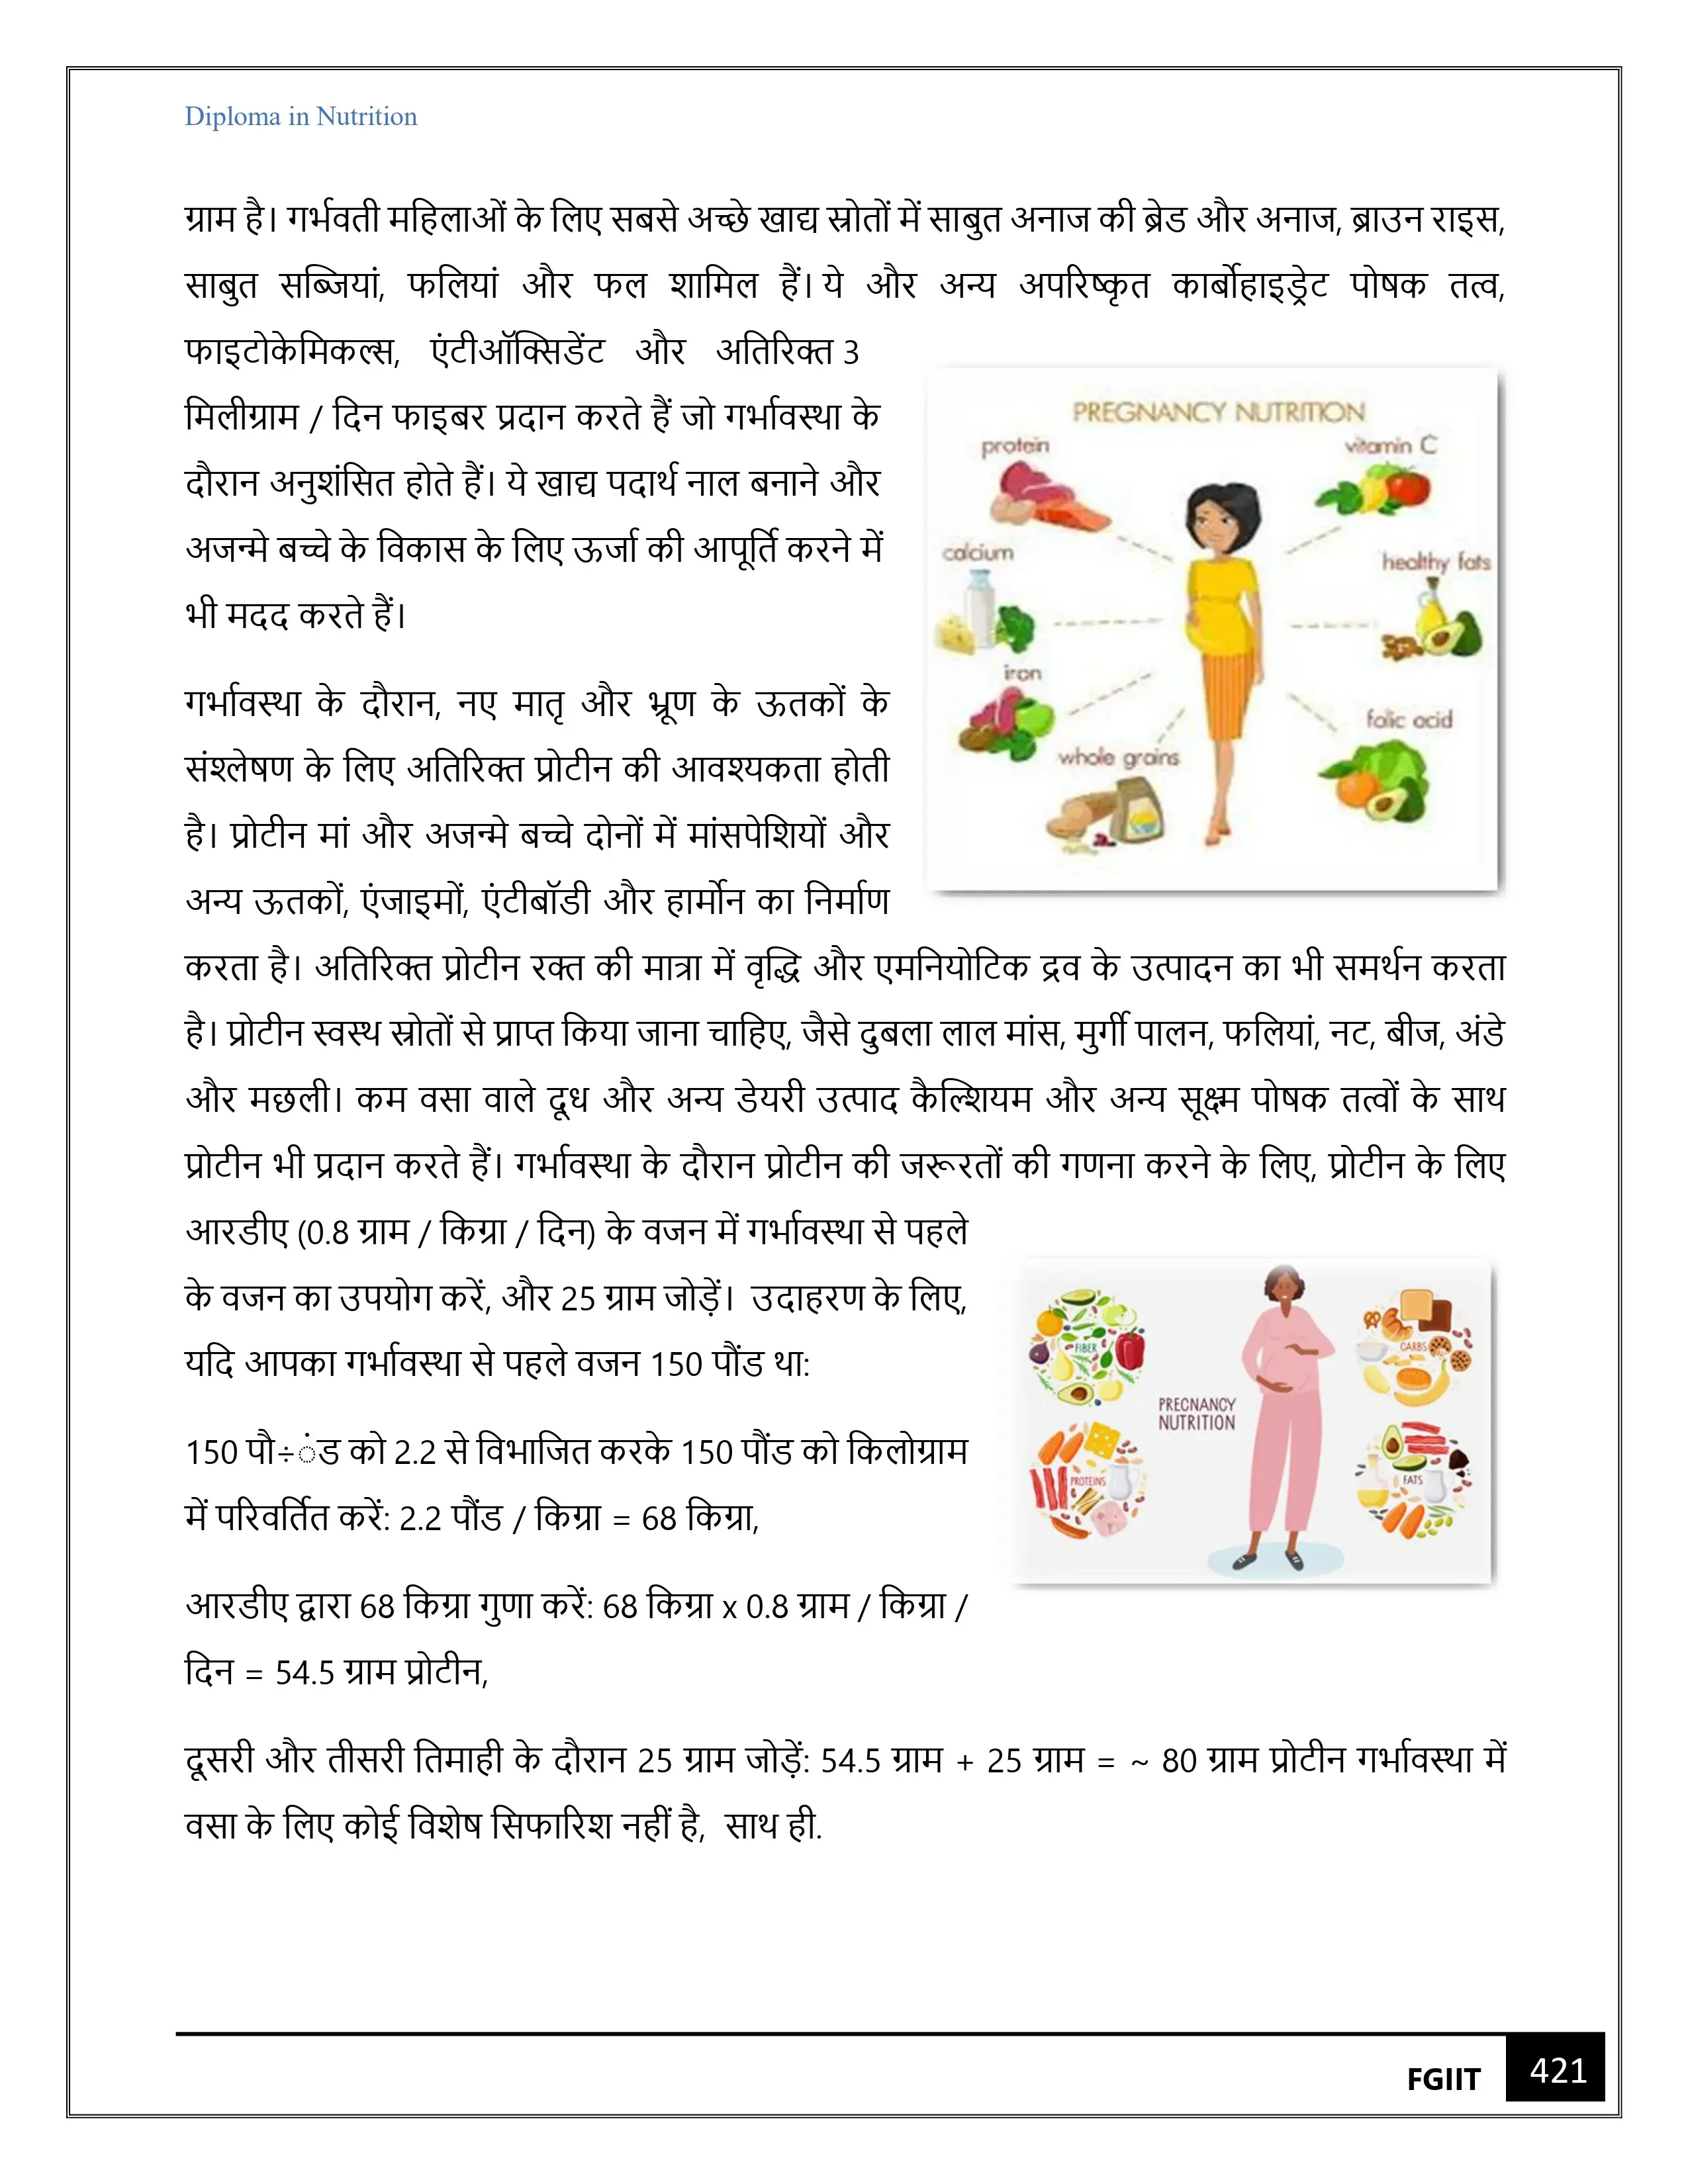 Diploma in Nutrition
ग्राम है। गर्भवती महिलाओं के लिए सबसे अच्छे खाद्य स्रोतों में साबुत अनाज की ब्रेड और अनाज, ब्राउन राइस,
साबुत सब्जियां, फलियां और फल शामिल हैं। ये और अन्य अपरिष्कृत कार्बोहाइड्रेट पोषक तत्व,
फाइटोकेमिकल्स, एंटीऑक्सिडेंट और अतिरिक्त 3
मिलीग्राम / दिन फाइबर प्रदान करते हैं जो गर्भावस्था के
दौरान अनुशंसित होते हैं। ये खाद्य पदार्थ नाल बनाने और
अजन्मे बच्चे के विकास के लिए ऊर्जा की आपूर्ति करने में
भी मदद करते हैं।
PREGNANCY NUTRITION
protein
vitamin C
calcium
healthy fats
iron
folic acid
whole grains
गर्भावस्था के दौरान, नए मातृ और भ्रूण के ऊतकों के
संश्लेषण के लिए अतिरिक्त प्रोटीन की आवश्यकता होती
है। प्रोटीन मां और अजन्मे बच्चे दोनों में मांसपेशियों और
अन्य ऊतकों, एंजाइमों, एंटीबॉडी और हार्मोन का निर्माण
करता है। अतिरिक्त प्रोटीन रक्त की मात्रा में वृद्धि और एमनियोटिक द्रव के उत्पादन का भी समर्थन करता
है। प्रोटीन स्वस्थ स्रोतों से प्राप्त किया जाना चाहिए, जैसे दुबला लाल मांस, मुर्गी पालन, फलियां, नट, बीज, अंडे
और मछली। कम वसा वाले दूध और अन्य डेयरी उत्पाद कैल्शियम और अन्य सूक्ष्म पोषक तत्वों के साथ
प्रोटीन भी प्रदान करते हैं। गर्भावस्था के दौरान प्रोटीन की जरूरतों की गणना करने के लिए, प्रोटीन के लिए
आरडीए (0.8 ग्राम / किग्रा / दिन) के वजन में गर्भावस्था से पहले
के वजन का उपयोग करें, और 25 ग्राम जोड़ें। उदाहरण के लिए,
यदि आपका गर्भावस्था से पहले वजन 150 पौंड था:
FIBER
CARBS
PREGNANCY
NUTRITION
PROTEINS
FATS
150 पौ÷ंड को 2.2 से विभाजित करके 150 पौंड को किलोग्राम
में परिवर्तित करें: 2.2 पौंड / किग्रा = 68 किग्रा,
आरडीए द्वारा 68 किग्रा गुणा करें: 68 किग्रा x 0.8 ग्राम / किग्रा /
दिन = 54.5 ग्राम प्रोटीन,
दूसरी और तीसरी तिमाही के दौरान 25 ग्राम जोड़ें: 54.5 ग्राम + 25 ग्राम = ~ 80 ग्राम प्रोटीन गर्भावस्था में
वसा के लिए कोई विशेष सिफारिश नहीं है, साथ ही.
FGIIT 421